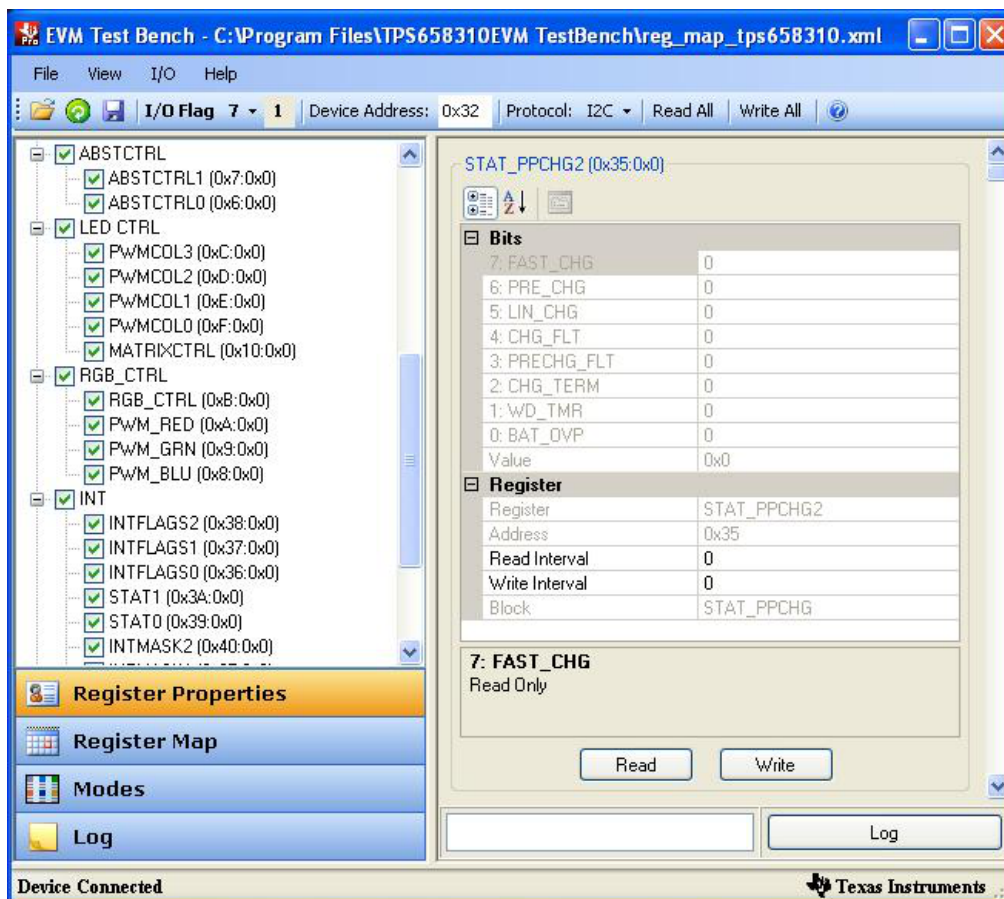 EVM Test Bench - C:\Program Files\TPS658310EVM TestBench\reg_map_tps658310.xml
File View I/O Help
I/O Flag 7 1 Device Address: 0x32 Protocol: I2C Read All Write All
ABSTCTRL
ABSTCTRL1 (0x7:0x0)
ABSTCTRL0 (0x6:0x0)
LED CTRL
PWMCOL3 (0xC:0x0)
PWMCOL2 (0xD:0x0)
PWMCOL1 (0xE:0x0)
PWMCOL0 (0xF:0x0)
MATRIXCTRL (0x10:0x0)
RGB_CTRL
RGB_CTRL (0xB:0x0)
PWM_RED (0xA:0x0)
PWM_GRN (0x9:0x0)
PWM_BLU (0x8:0x0)
INT
INTFLAGS2 (0x38:0x0)
INTFLAGS1 (0x37:0x0)
INTFLAGS0 (0x36:0x0)
STAT1 (0x3A:0x0)
STAT0 (0x39:0x0)
INTMASK2 (0x40:0x0)
Register Properties
Register Map
Modes
Log
STAT_PPCHG2 (0x35:0x0)
Bits
7: FAST_CHG 0
6: PRE_CHG 0
5: LIN_CHG 0
4: CHG_FLT 0
3: PRECHG_FLT 0
2: CHG_TERM 0
1: WD_TMR 0
0: BAT_OVP 0
Value 0x0
Register
Register STAT_PPCHG2
Address 0x35
Read Interval 0
Write Interval 0
Block STAT_PPCHG
7: FAST_CHG
Read Only
Read Write
Log
Device Connected
Texas Instruments